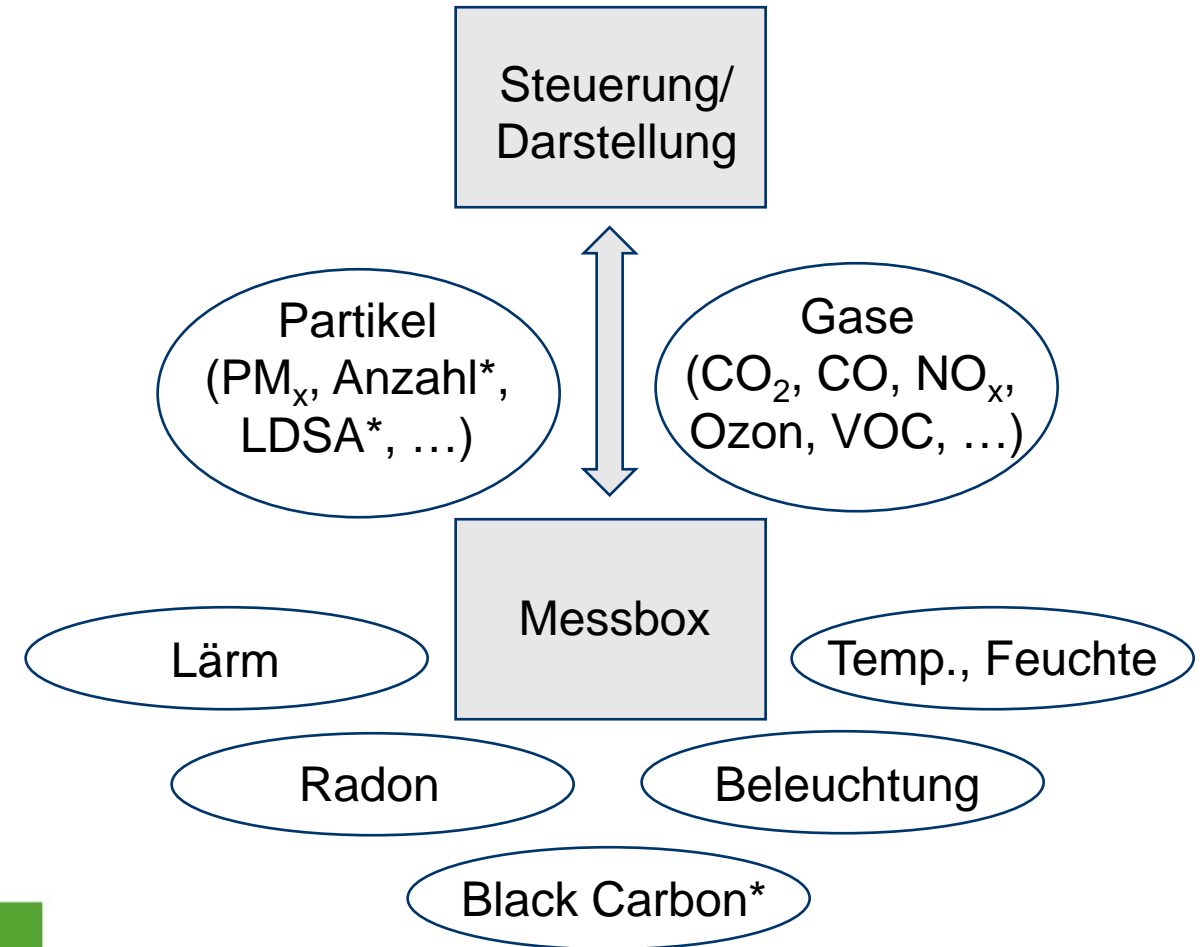 Steuerung/
Darstellung
Partikel
(PMₓ, Anzahl*,
LDSA*, …)
Gase
(CO₂, CO, NOₓ,
Ozon, VOC, …)
Messbox
Lärm
Temp., Feuchte
Radon
Beleuchtung
Black Carbon*